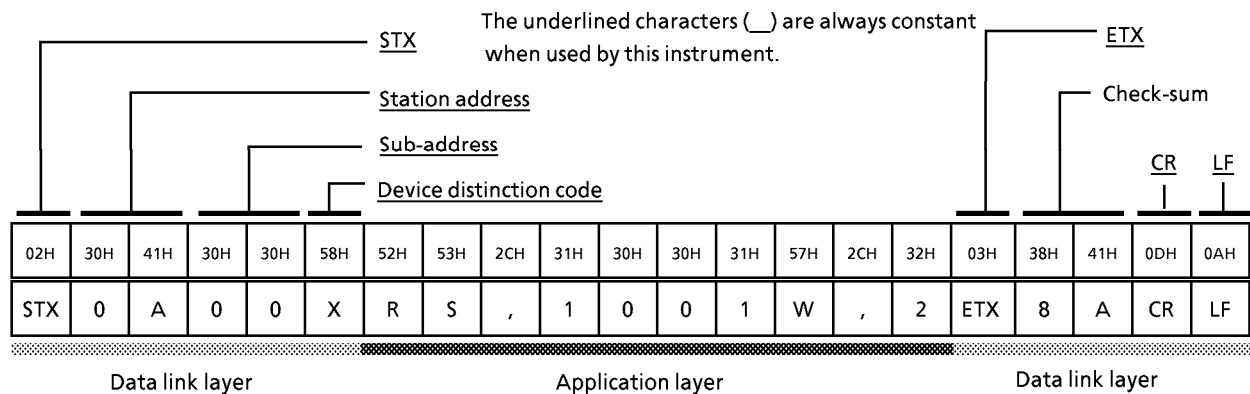 The underlined characters (__) are always constant
when used by this instrument.
STX
ETX
Station address
Check-sum
Sub-address
CR LF
Device distinction code
02H 30H 41H 30H 30H 58H 52H 53H 2CH 31H 30H 30H 31H 57H 2CH 32H 03H 38H 41H 0DH 0AH
STX 0 A 0 0 X R S , 1 0 0 1 W , 2 ETX 8 A CR LF
Data link layer Application layer Data link layer